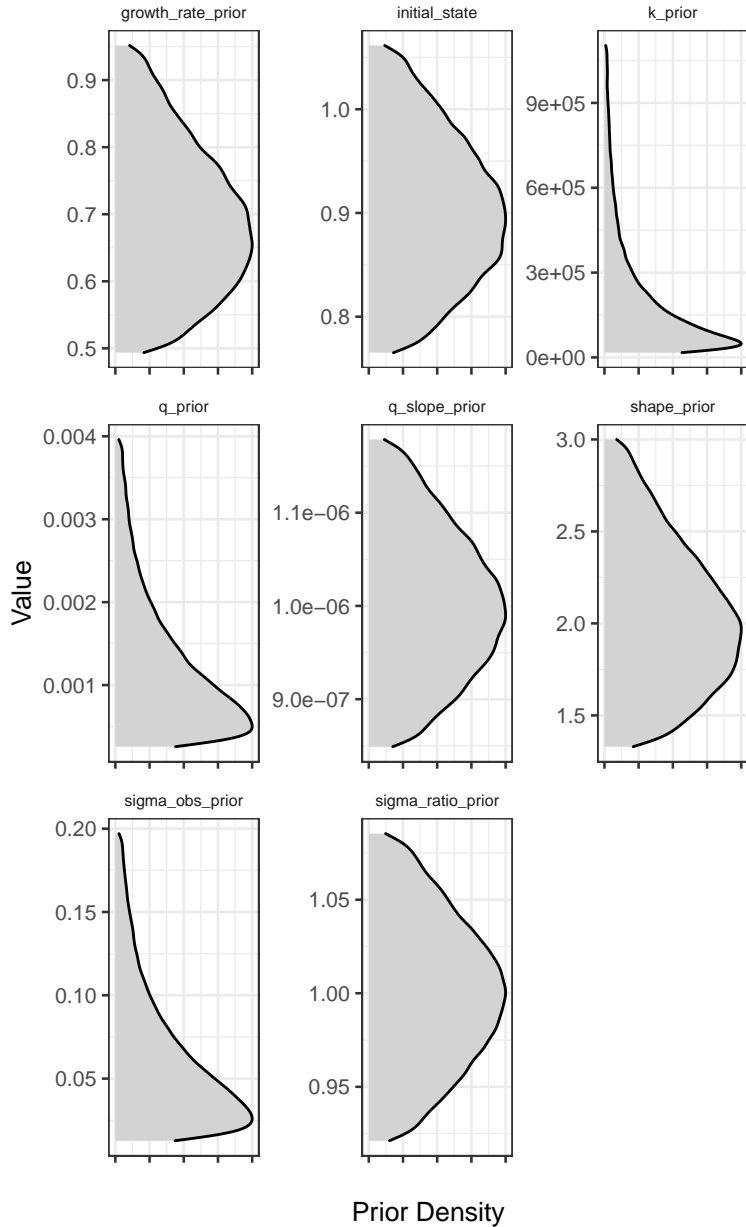 growth_rate_prior
initial_state
k_prior
0.9
0.8
0.7
0.6
0.5
1.0
0.9
0.8
9e+05
6e+05
3e+05
0e+00
q_prior
q_slope_prior
shape_prior
Value
0.004
0.003
0.002
0.001
1.1e−06
1.0e−06
9.0e−07
3.0
2.5
2.0
1.5
sigma_obs_prior
sigma_ratio_prior
0.20
0.15
0.10
0.05
1.05
1.00
0.95
Prior Density